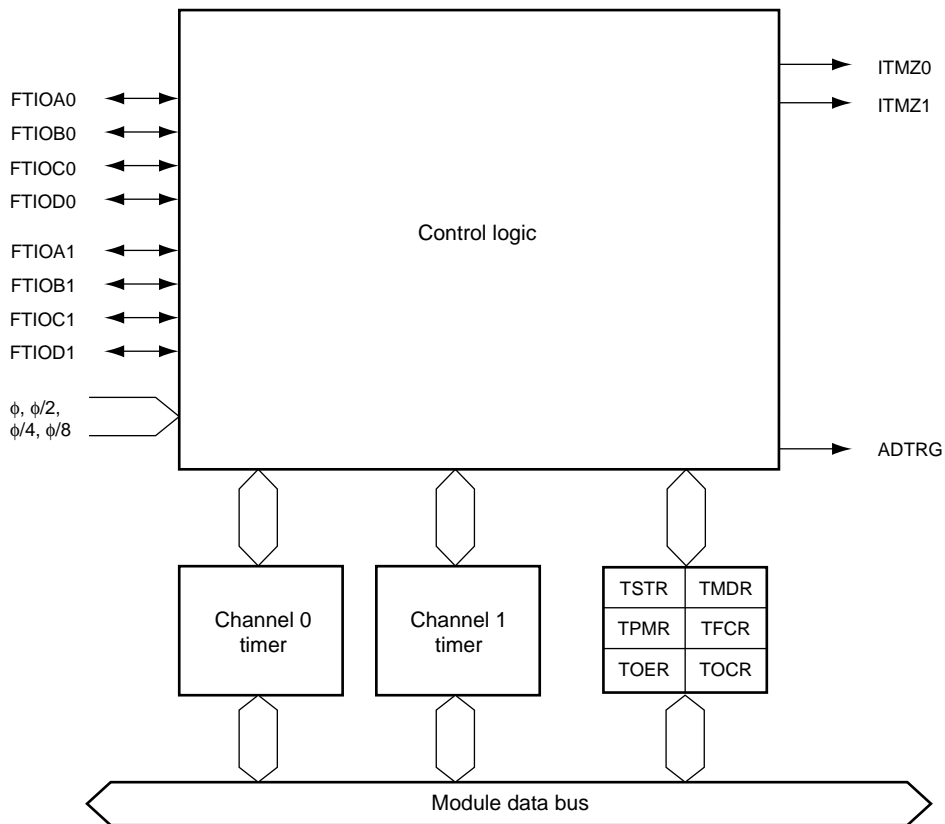 FTIOA0
FTIOB0
FTIOC0
FTIOD0
FTIOA1
FTIOB1
FTIOC1
FTIOD1
ϕ, ϕ/2,
ϕ/4, ϕ/8
Control logic
ITMZ0
ITMZ1
ADTRG
Channel 0
timer
Channel 1
timer
TSTR TMDR
TPMR TFCR
TOER TOCR
Module data bus